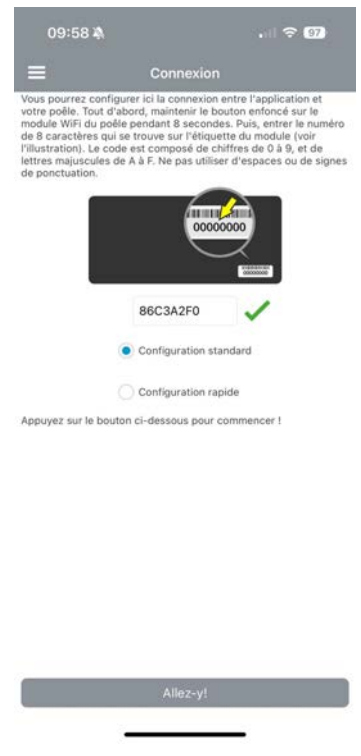 09:58
97
Connexion
Vous pourrez configurer ici la connexion entre l'application et
votre poêle. Tout d'abord, maintenir le bouton enfoncé sur le
module WiFi du poêle pendant 8 secondes. Puis, entrer le numéro
de 8 caractères qui se trouve sur l'étiquette du module (voir
l'illustration). Le code est composé de chiffres de 0 à 9, et de
lettres majuscules de A à F. Ne pas utiliser d'espaces ou de signes
de ponctuation.
00000000
00000000
86C3A2F0
Configuration standard
Configuration rapide
Appuyez sur le bouton ci-dessous pour commencer !
Allez-y!